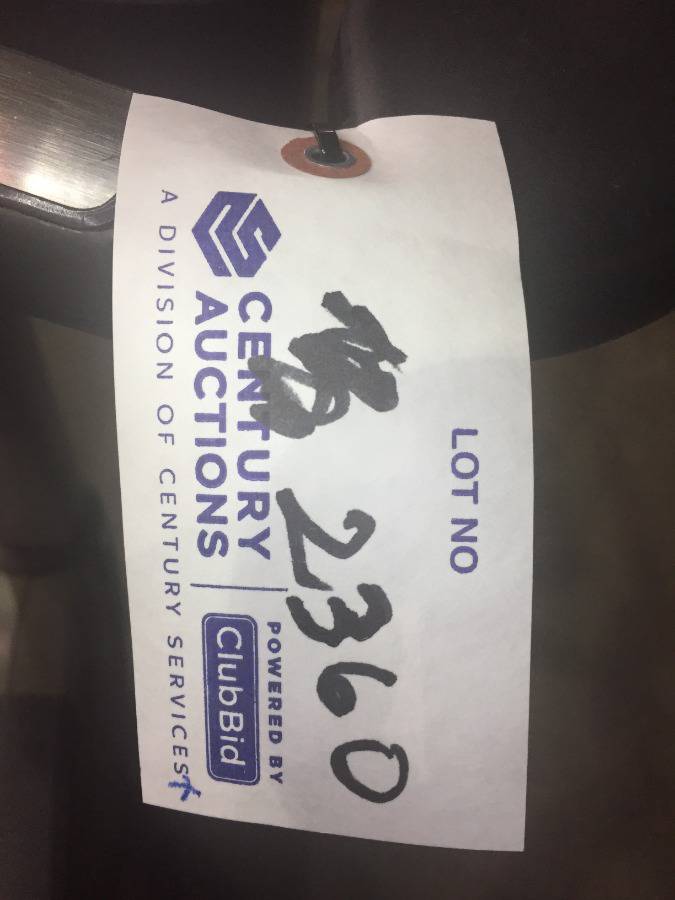 LOT NO
2360
CENTURY
AUCTIONS
POWERED BY
ClubBid
A DIVISION OF CENTURY SERVICES